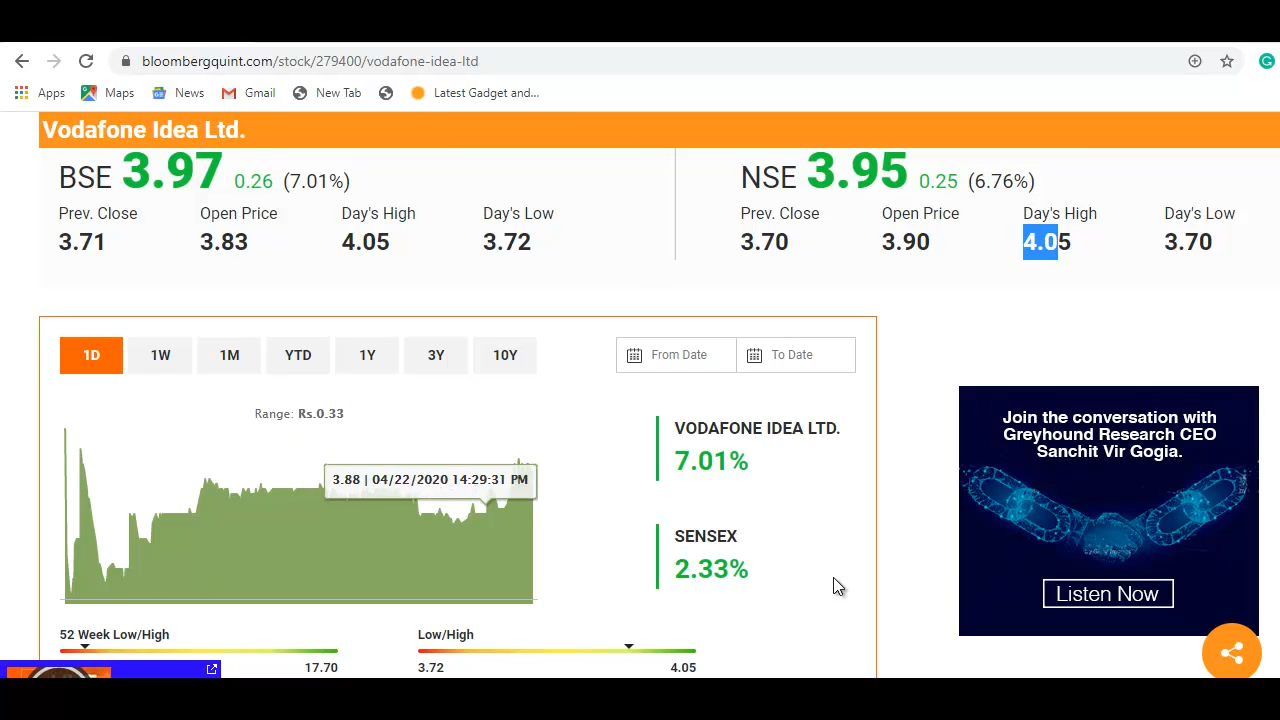 bloombergquint.com/stock/279400/vodafone-idea-ltd
Apps Maps News Gmail New Tab Latest Gadget and...
Vodafone Idea Ltd.
BSE 3.97 0.26 (7.01%)
Prev. Close Open Price Day's High Day's Low
3.71 3.83 4.05 3.72
NSE 3.95 0.25 (6.76%)
Prev. Close Open Price Day's High Day's Low
3.70 3.90 4.05 3.70
1D 1W 1M YTD 1Y 3Y 10Y
From Date To Date
Range: Rs.0.33
3.88 | 04/22/2020 14:29:31 PM
VODAFONE IDEA LTD.
7.01%
SENSEX
2.33%
52 Week Low/High
17.70
Low/High
3.72 4.05
Join the conversation with
Greyhound Research CEO
Sanchit Vir Gogia.
Listen Now